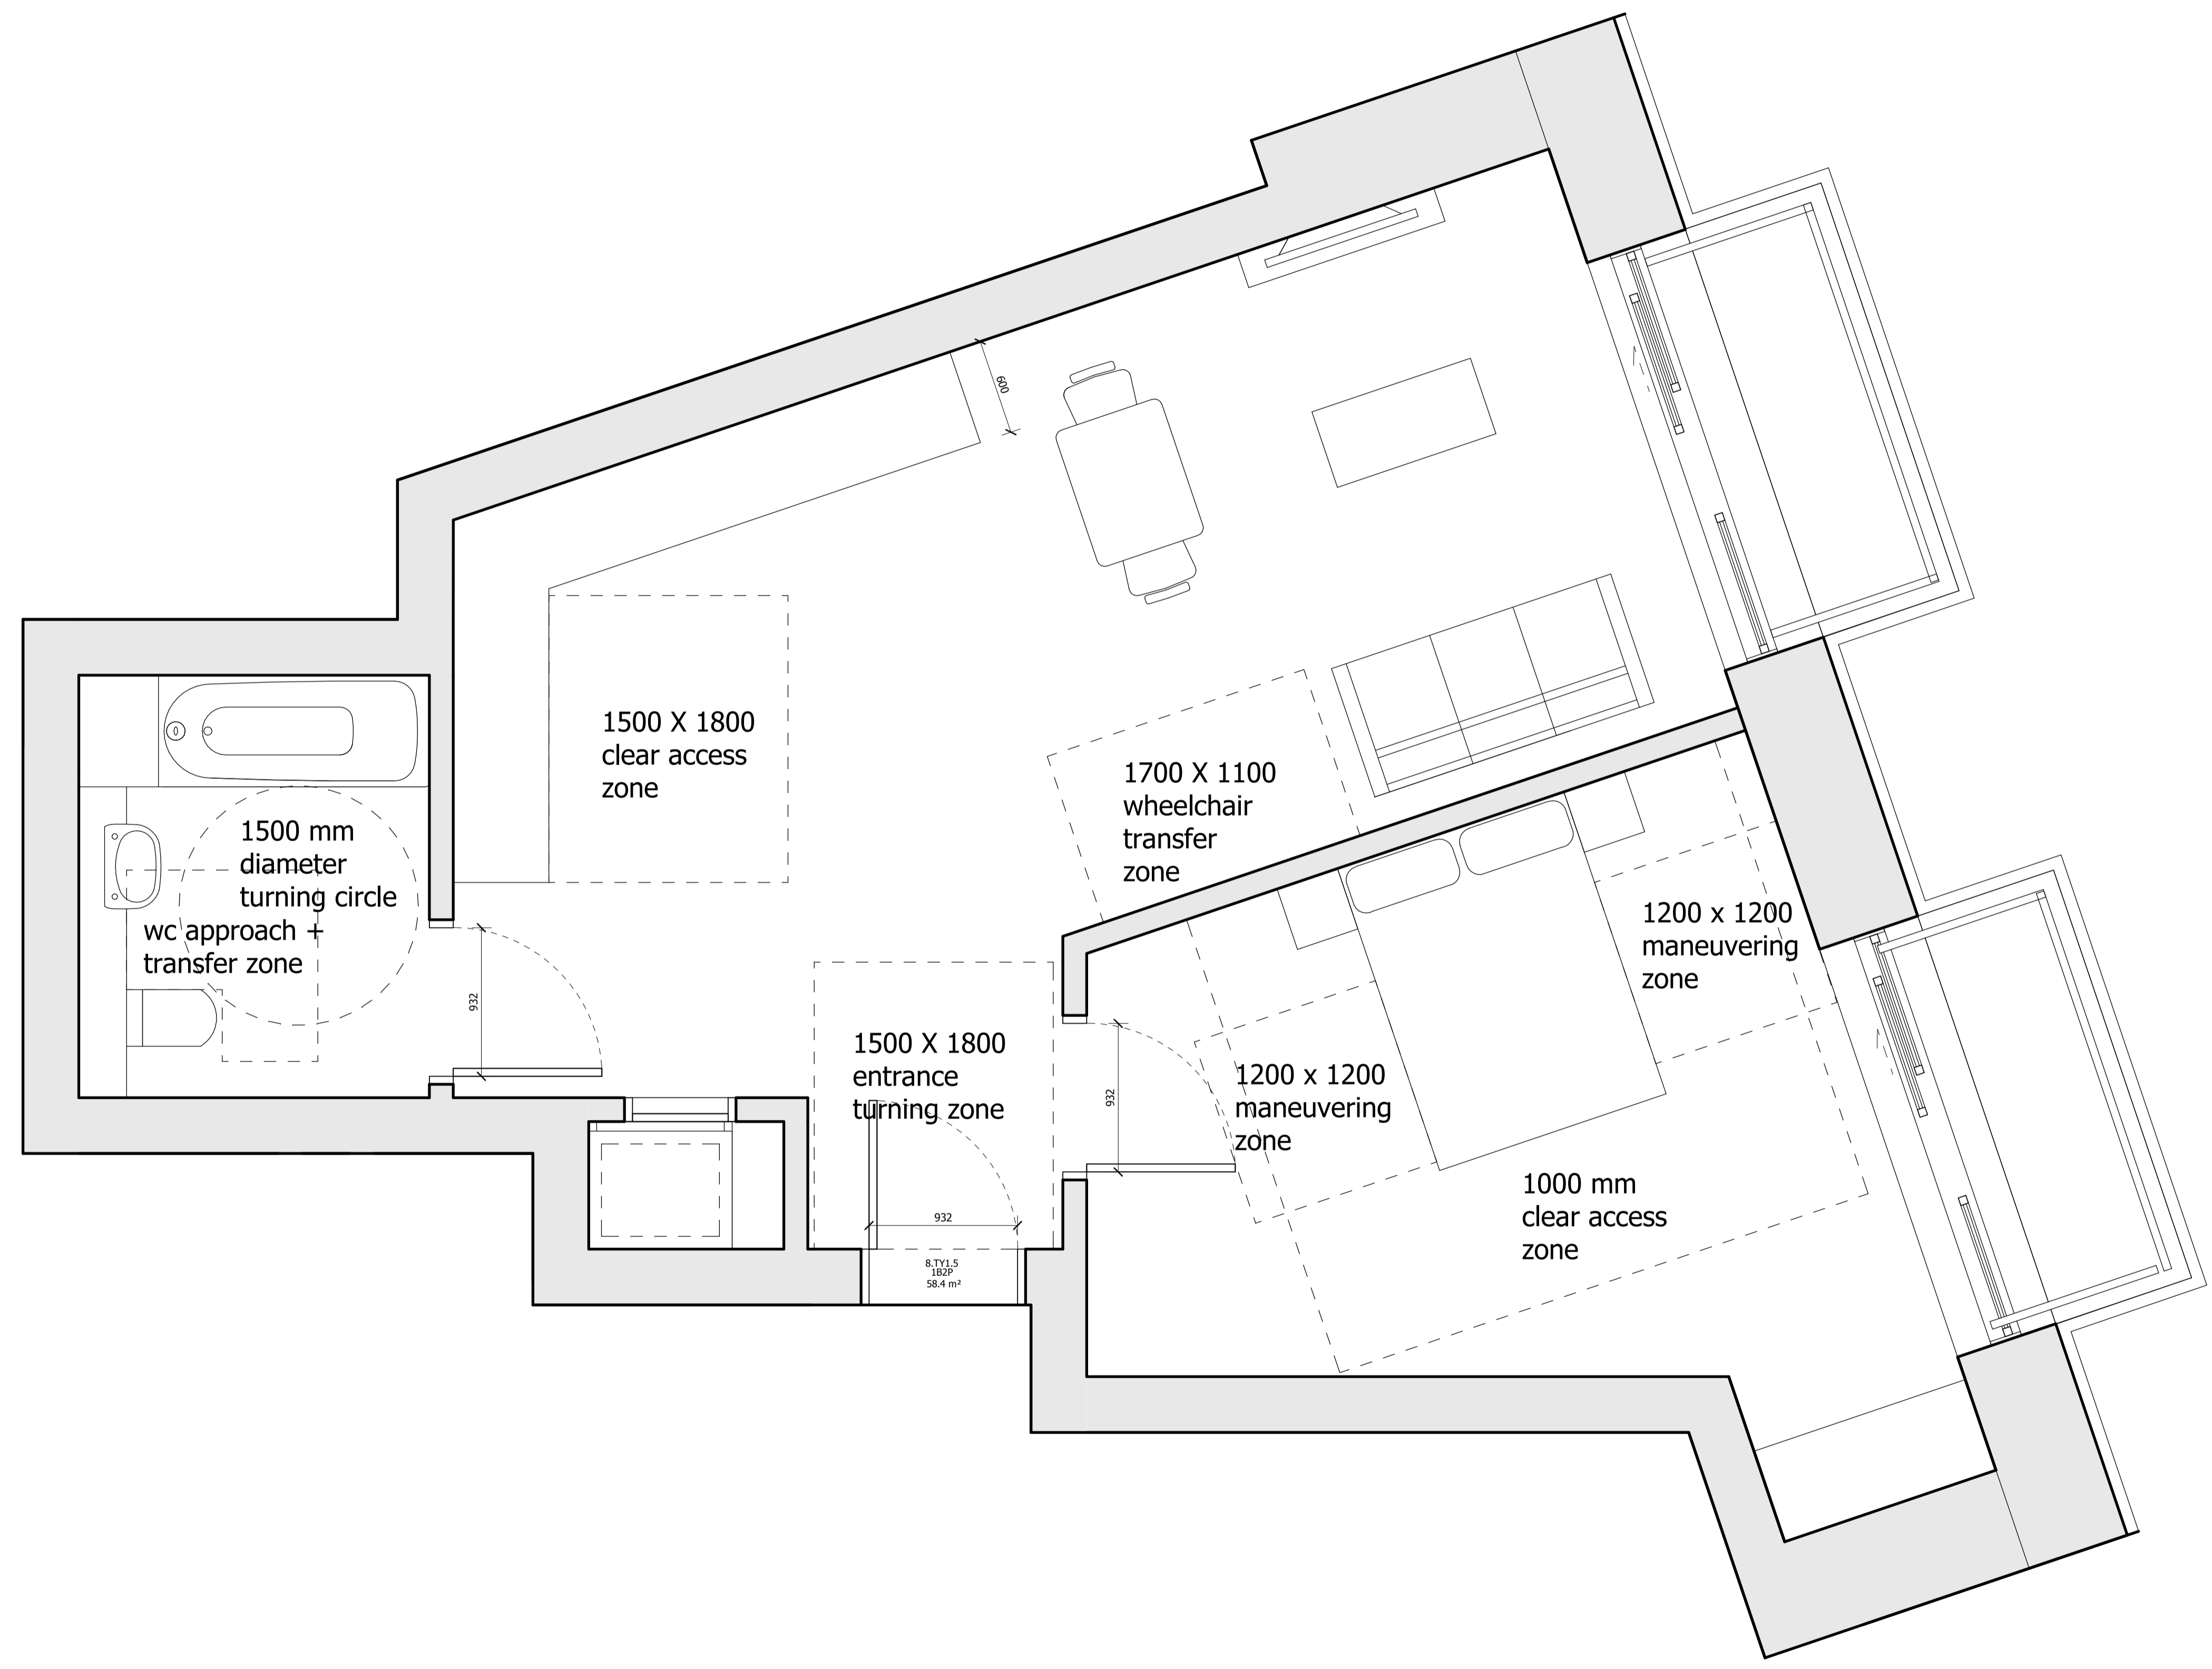 600
1500 X 1800
clear access
zone
1700 X 1100
wheelchair
transfer
zone
1500 mm
diameter
turning circle
wc approach +
transfer zone
1200 x 1200
maneuvering
zone
932
1500 X 1800
entrance
turning zone
932
1200 x 1200
maneuvering
zone
1000 mm
clear access
zone
932
8.TY1.5
1B2P
58.4 m²